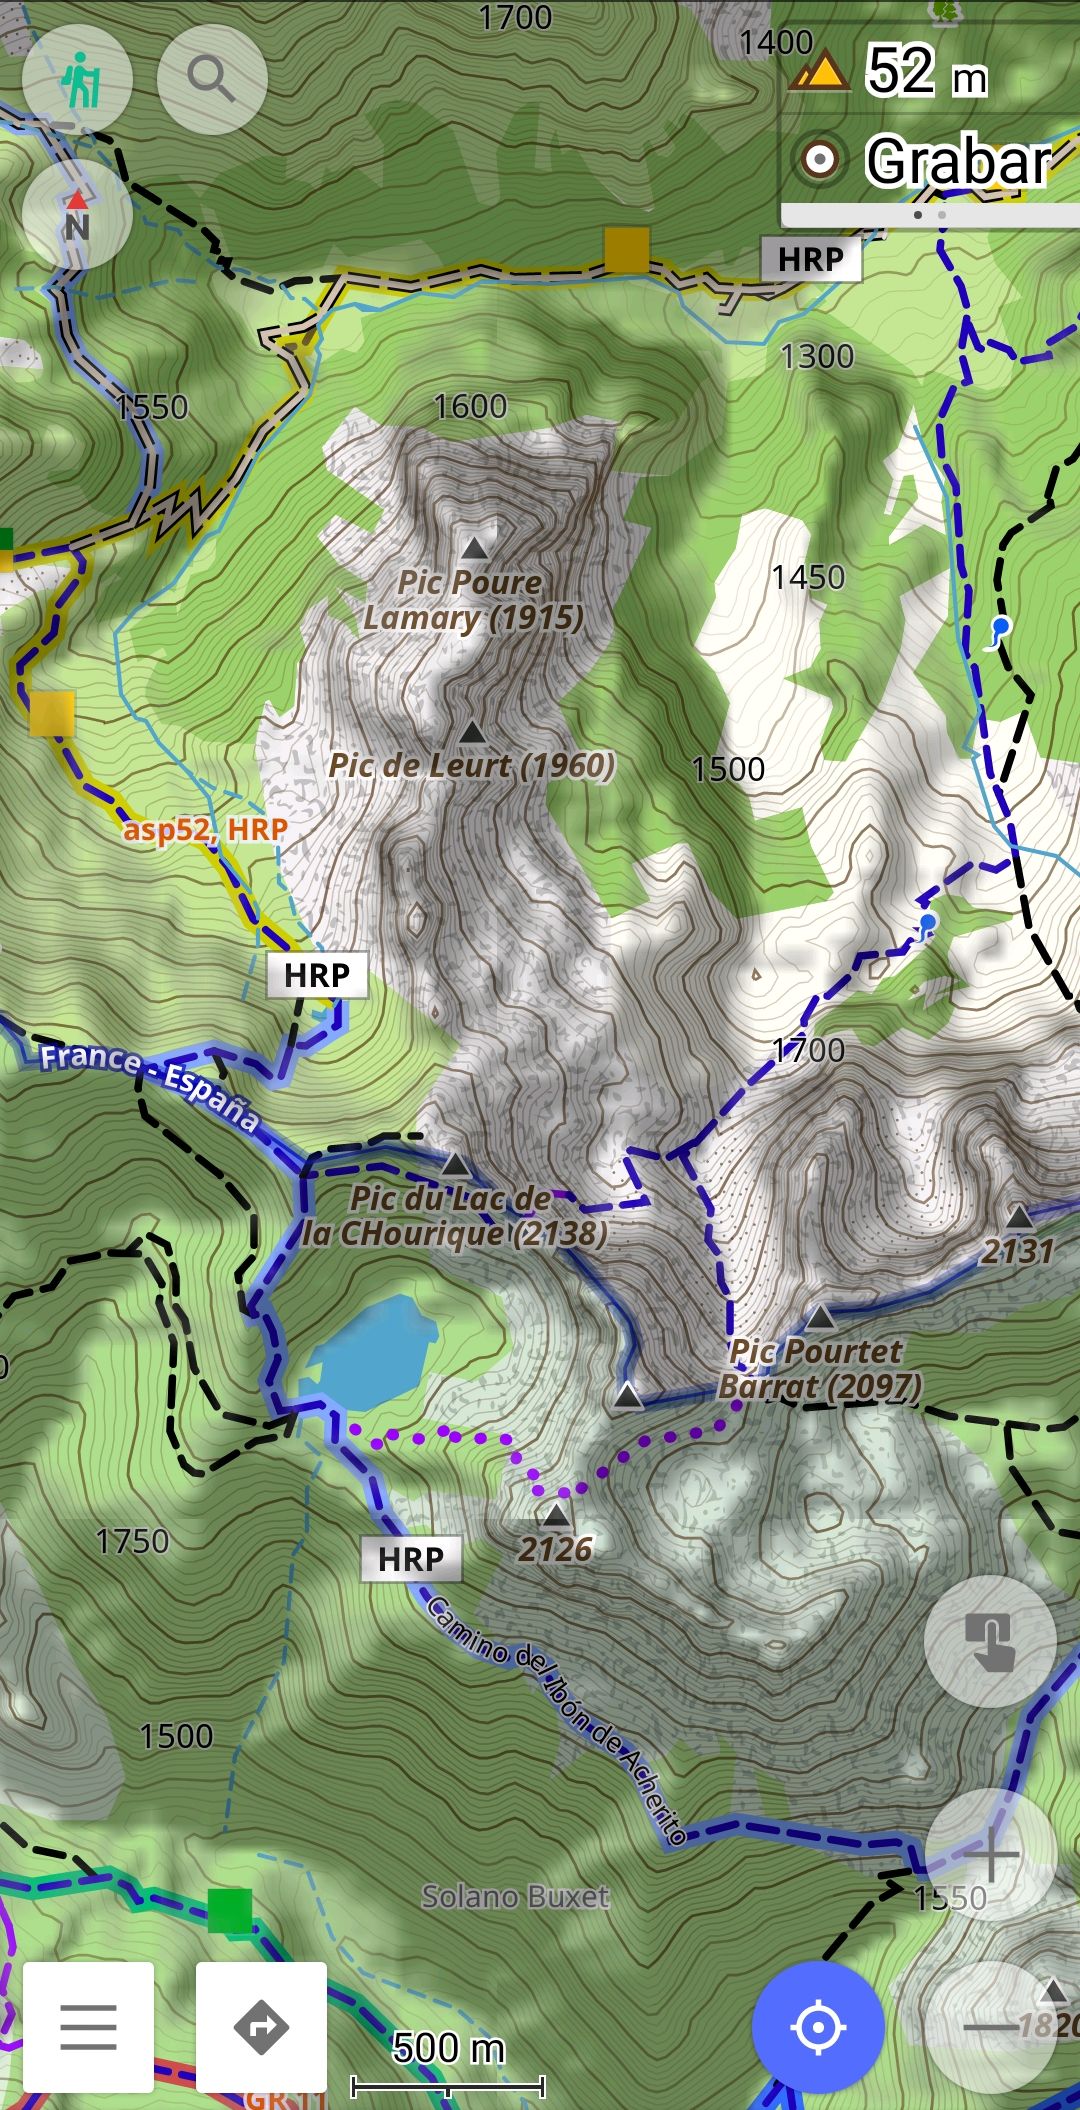 1700
1400
52 m
Grabar
N
HRP
1300
1550
1600
Pic Poure
Lamary (1915)
1450
Pic de Leurt (1960)
1500
asp52, HRP
HRP
France - España
1700
Pic du Lac de
la CHourique (2138)
2131
Pic Pourtet
Barrat (2097)
0
2126
1750
HRP
Camino del Ibón de Acherito
1500
1550
Solano Buxet
1820
500 m
GR 11